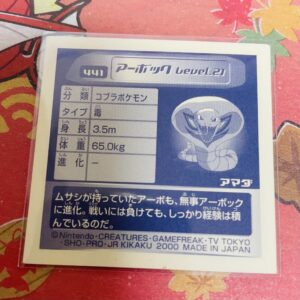 441 アーボック Level.21
分類 コブラポケモン
タイプ 毒
身長 3.5m
体重 65.0kg
進化 −
アマダ
ムサシが持っていたアーボも、無事アーボック
に進化。戦いには負けても、しっかり経験は積
んでいるのだ。
©Nintendo・CREATURES・GAMEFREAK・TV TOKYO
・SHO-PRO・JR KIKAKU 2000 MADE IN JAPAN